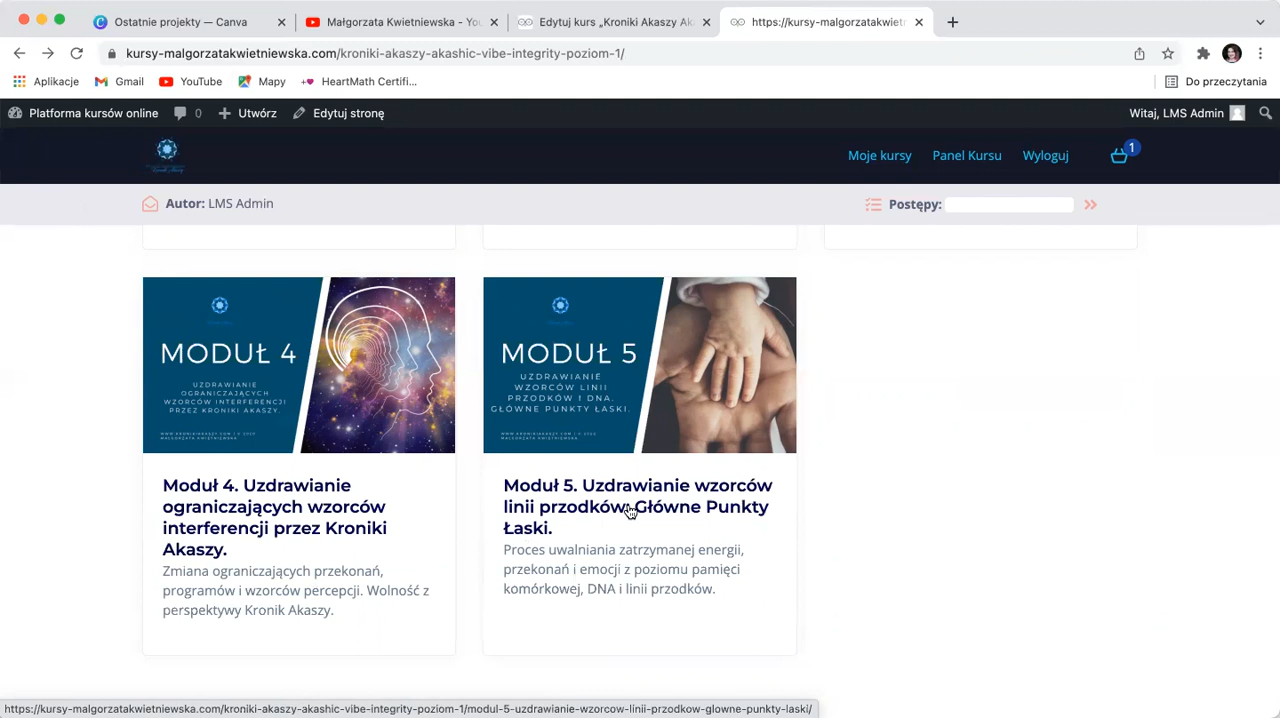 Ostatnie projekty — Canva
Małgorzata Kwietniewska - You
Edytuj kurs „Kroniki Akaszy Ak
https://kursy-malgorzatakwietn
kursy-malgorzatakwietniewska.com/kroniki-akaszy-akashic-vibe-integrity-poziom-1/
Aplikacje
Gmail
YouTube
Mapy
HeartMath Certifi...
Do przeczytania
Platforma kursów online
0
Utwórz
Edytuj stronę
Witaj, LMS Admin
Moje kursy
Panel Kursu
Wyloguj
1
Autor: LMS Admin
Postępy:
MODUŁ 4
UZDRAWIANIE
OGRANICZAJĄCYCH
WZORCÓW INTERFERENCJI
PRZEZ KRONIKI AKASZY.
MODUŁ 5
UZDRAWIANIE
WZORCÓW LINII
PRZODKÓW I DNA.
GŁÓWNE PUNKTY ŁASKI.
Moduł 4. Uzdrawianie
ograniczających wzorców
interferencji przez Kroniki
Akaszy.
Zmiana ograniczających przekonań,
programów i wzorców percepcji. Wolność z
perspektywy Kronik Akaszy.
Moduł 5. Uzdrawianie wzorców
linii przodków. Główne Punkty
Łaski.
Proces uwalniania zatrzymanej energii,
przekonań i emocji z poziomu pamięci
komórkowej, DNA i linii przodków.
https://kursy-malgorzatakwietniewska.com/kroniki-akaszy-akashic-vibe-integrity-poziom-1/modul-5-uzdrawianie-wzorcow-linii-przodkow-glowne-punkty-laski/